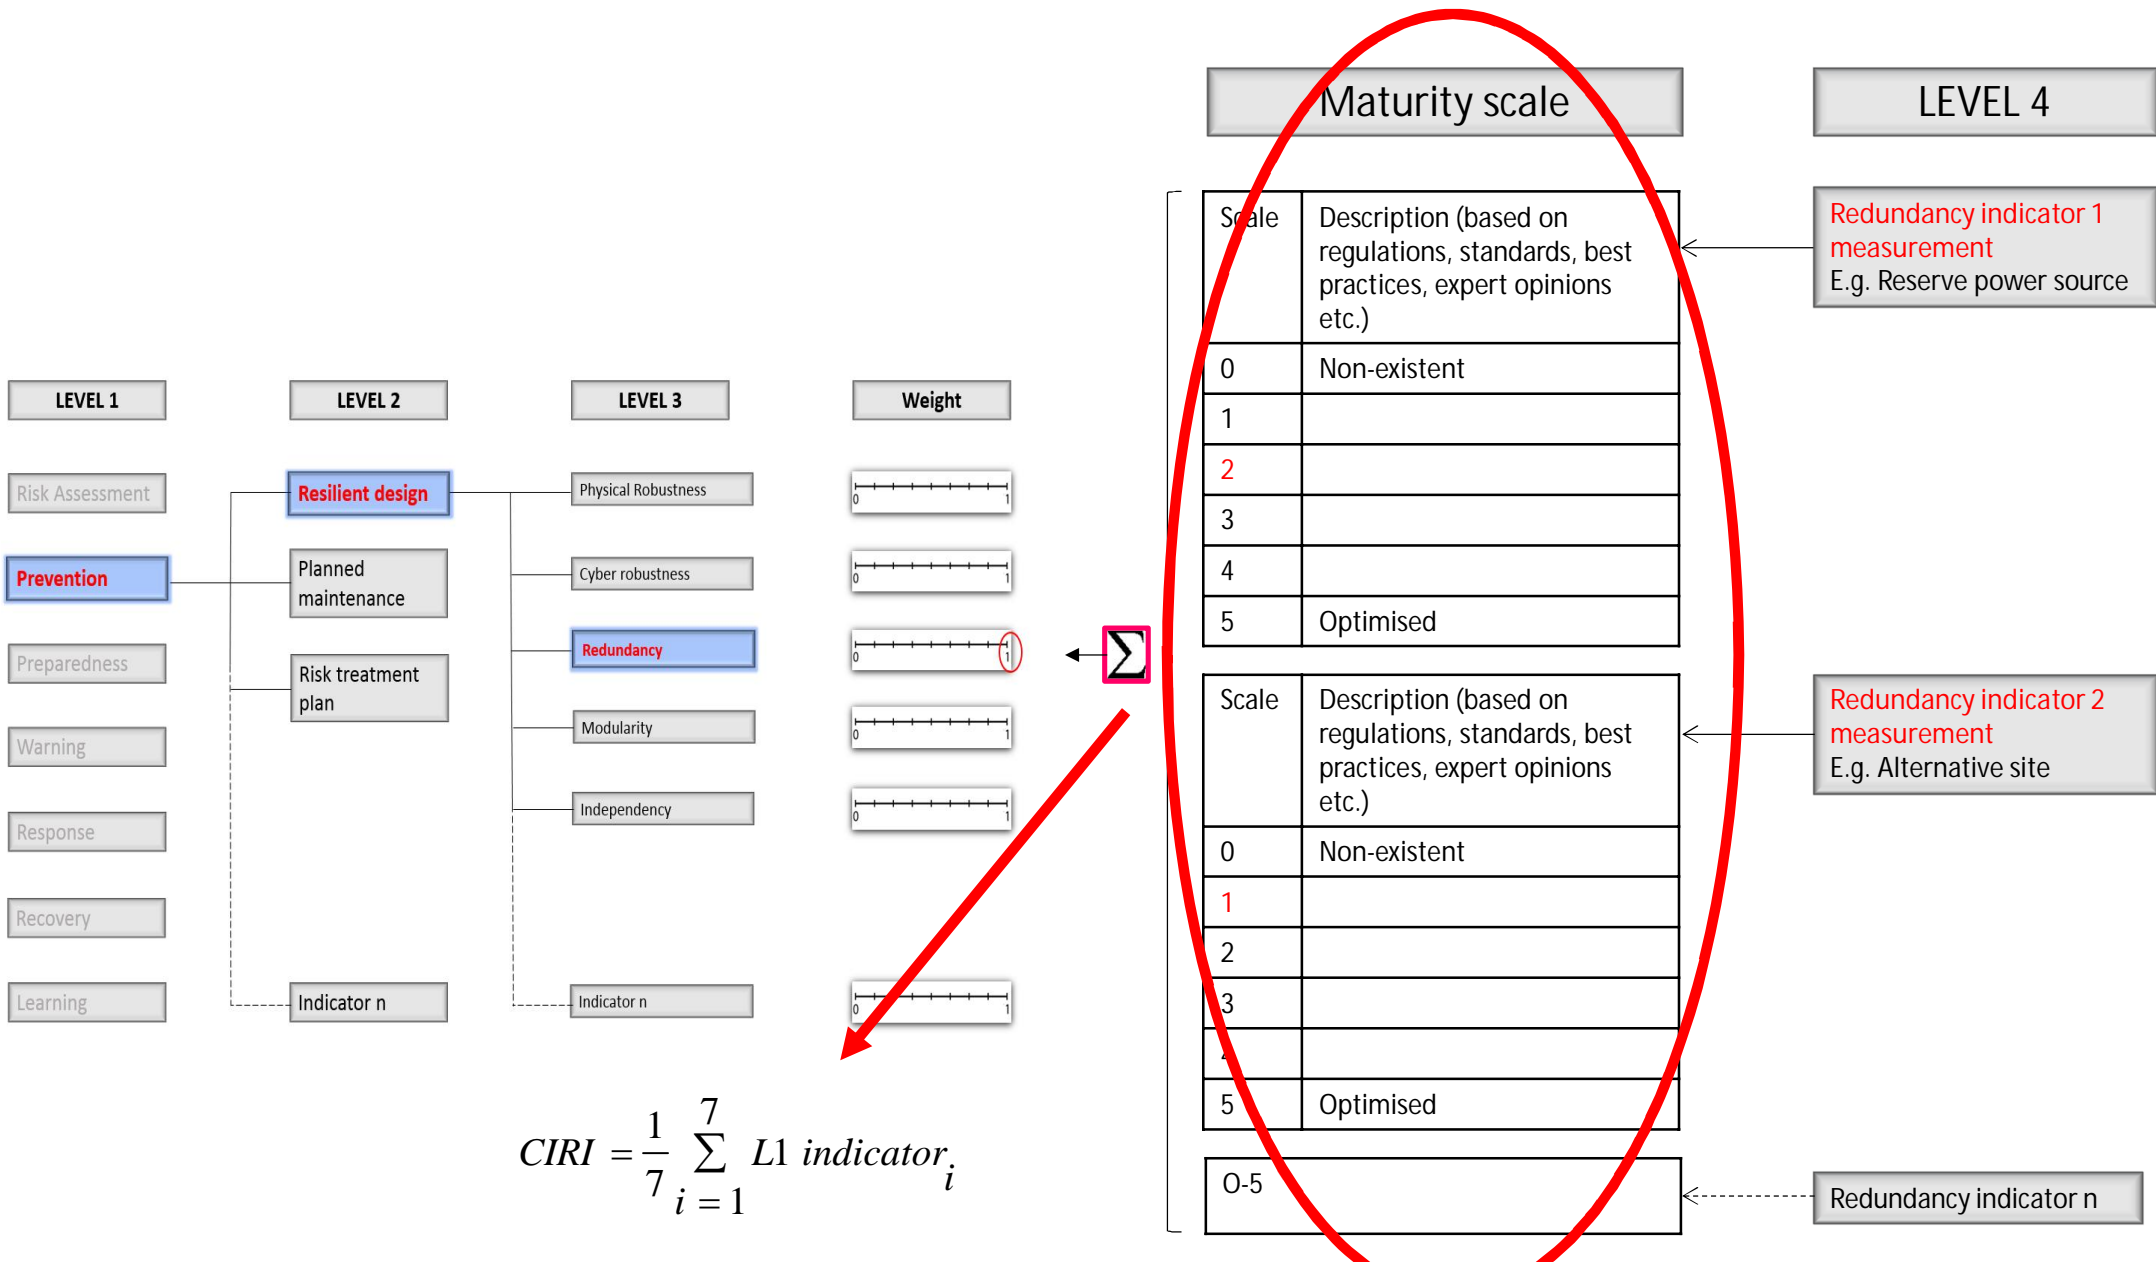 Maturity scale
LEVEL 4
Scale
Description (based on
regulations, standards, best
practices, expert opinions
etc.)
0
Non-existent
1
2
3
4
5
Optimised
Redundancy indicator 1
measurement
E.g. Reserve power source
LEVEL 1
LEVEL 2
LEVEL 3
Weight
Risk Assessment
Prevention
Preparedness
Warning
Response
Recovery
Learning
Resilient design
Planned
maintenance
Risk treatment
plan
Indicator n
Physical Robustness
Cyber robustness
Redundancy
Modularity
Independency
Indicator n
0 1
0 1
0 1
0 1
0 1
0 1
Σ
Scale
Description (based on
regulations, standards, best
practices, expert opinions
etc.)
0
Non-existent
1
2
3
4
5
Optimised
Redundancy indicator 2
measurement
E.g. Alternative site
O-5
Redundancy indicator n
CIRI = 1/7 7∑i = 1 L1 indicator i